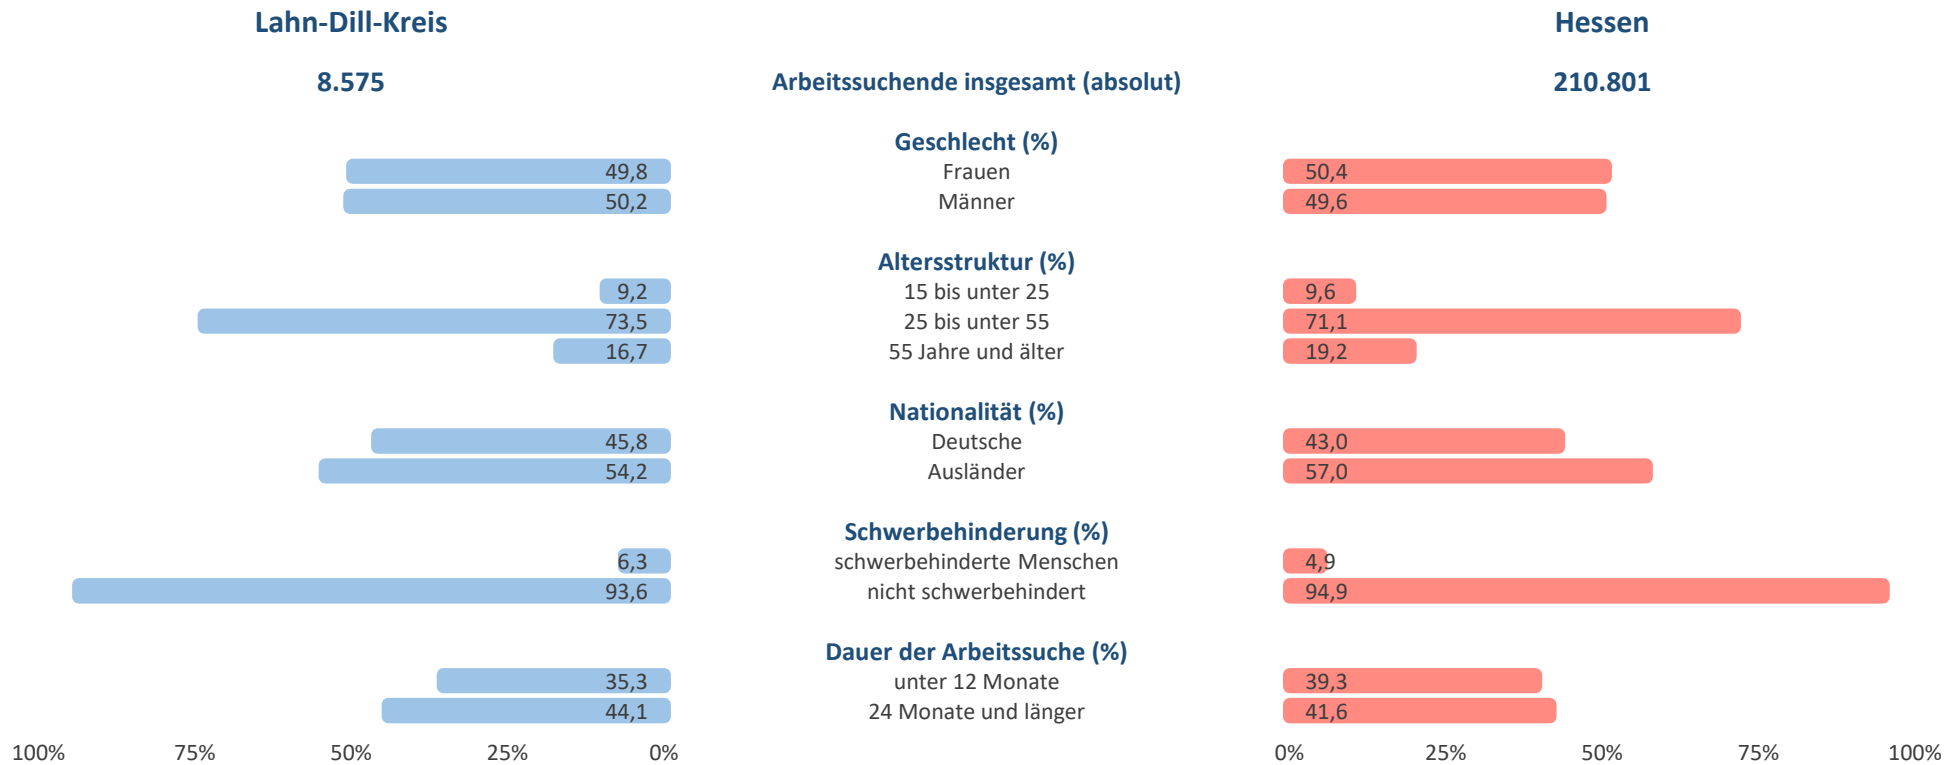 Lahn-Dill-Kreis Hessen
8.575 Arbeitssuchende insgesamt (absolut) 210.801
Geschlecht (%)
49,8 Frauen 50,4
50,2 Männer 49,6
Altersstruktur (%)
9,2 15 bis unter 25 9,6
73,5 25 bis unter 55 71,1
16,7 55 Jahre und älter 19,2
Nationalität (%)
45,8 Deutsche 43,0
54,2 Ausländer 57,0
Schwerbehinderung (%)
6,3 schwerbehinderte Menschen 4,9
93,6 nicht schwerbehindert 94,9
Dauer der Arbeitssuche (%)
35,3 unter 12 Monate 39,3
44,1 24 Monate und länger 41,6
100% 75% 50% 25% 0% 0% 25% 50% 75% 100%